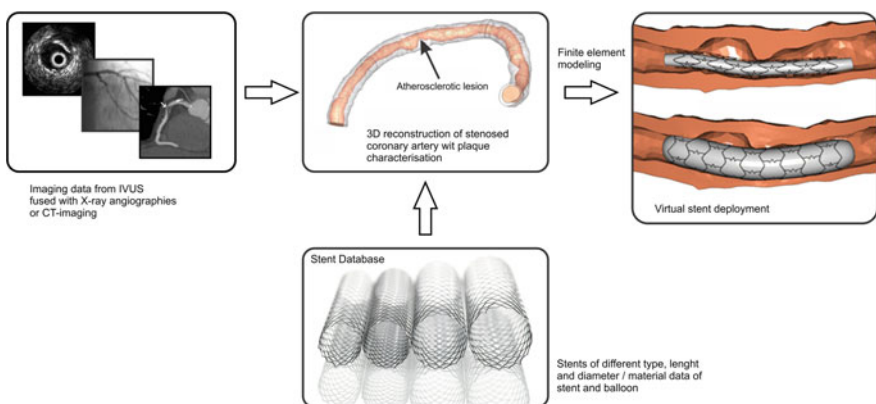 Imaging data from IVUS
fused with X-ray angiographies
or CT-imaging
Atherosclerotic lesion
3D reconstruction of stenosed
coronary artery wit plaque
characterisation
Finite element
modeling
Virtual stent deployment
Stent Database
Stents of different type, lenght
and diameter / material data of
stent and balloon